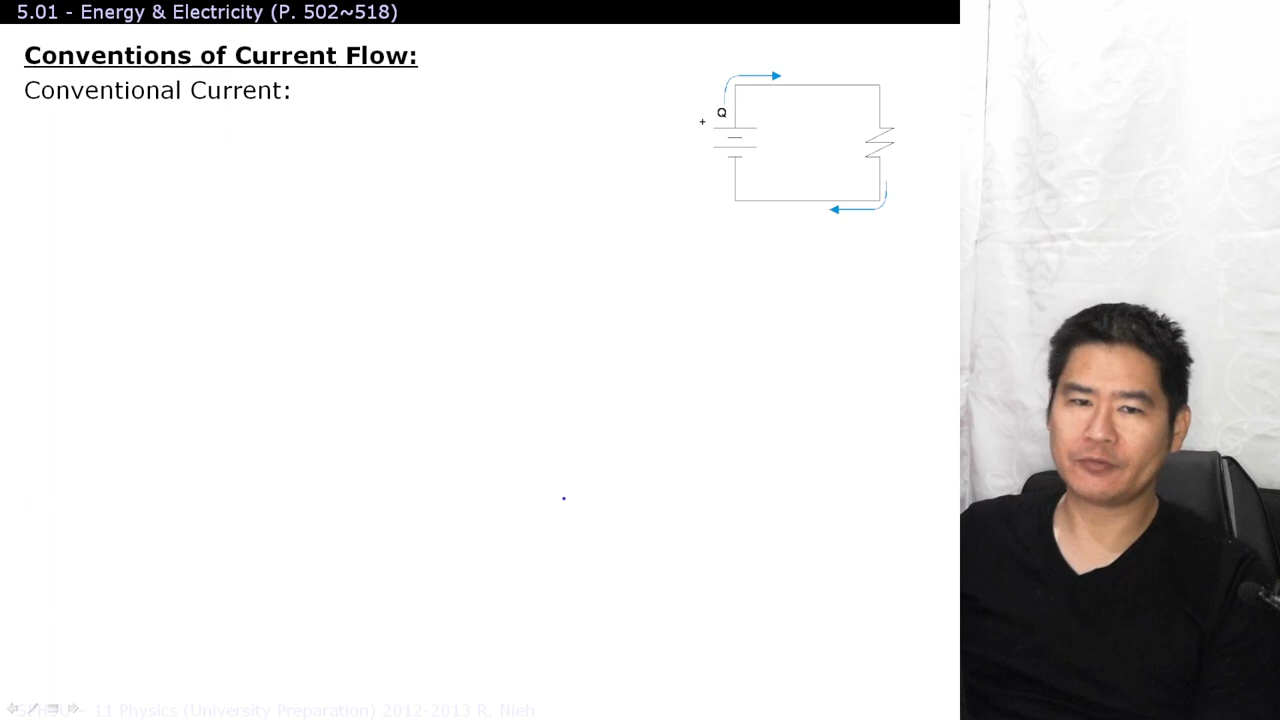 5.01 - Energy & Electricity (P. 502~518)
Conventions of Current Flow:
Conventional Current:
Q
+
11 Physics (University Preparation) 2012-2013 R. Nieh